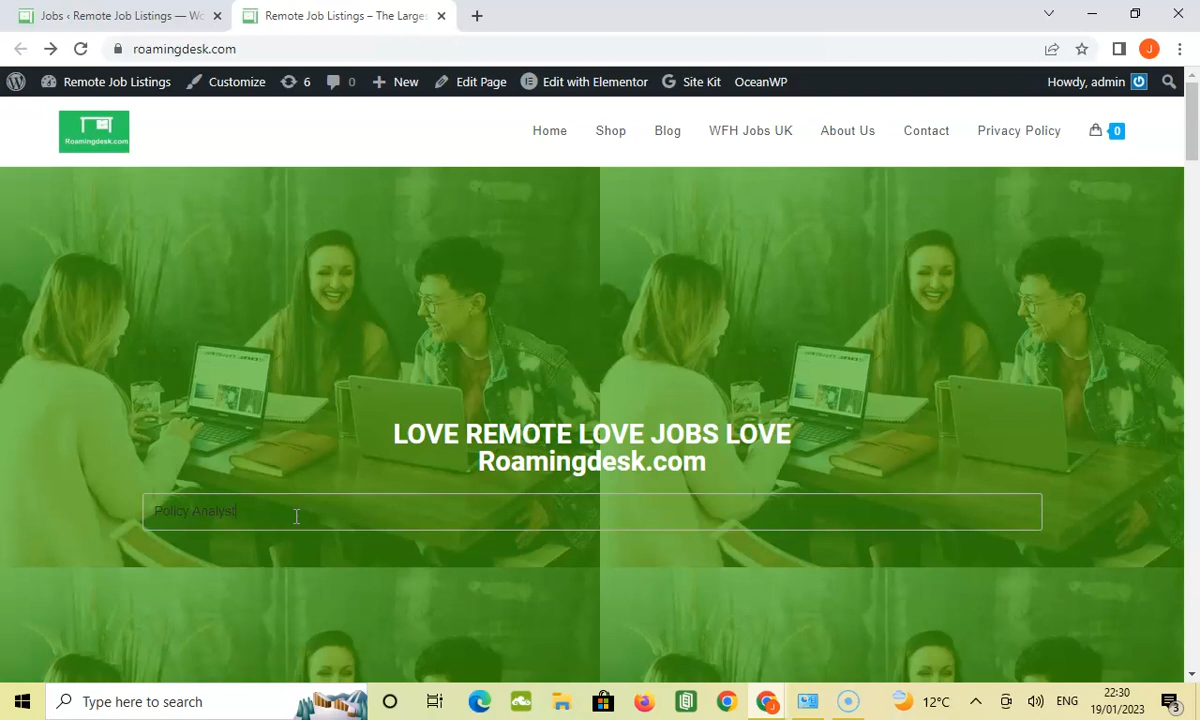 Jobs ‹ Remote Job Listings — Wo
Remote Job Listings – The Larges
roamingdesk.com
J
Remote Job Listings
Customize
6
0
New
Edit Page
Edit with Elementor
Site Kit
OceanWP
Howdy, admin
Roamingdesk.com
Home
Shop
Blog
WFH Jobs UK
About Us
Contact
Privacy Policy
0
LOVE REMOTE LOVE JOBS LOVE
Roamingdesk.com
Policy Analyst
Type here to search
12°C
ENG
22:30
19/01/2023
3